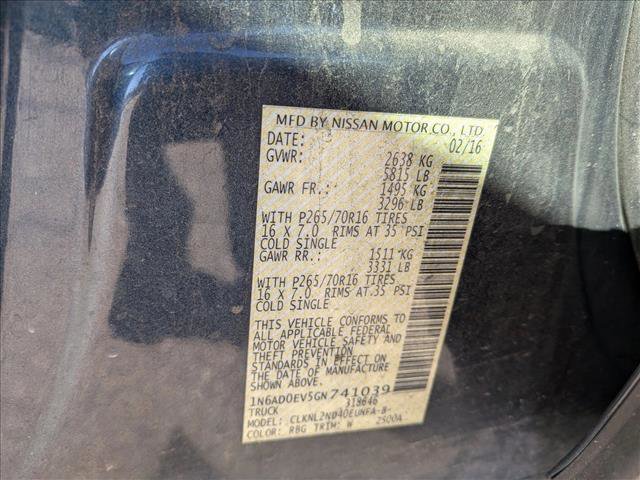 MFD BY NISSAN MOTOR CO., LTD.
DATE: 02/16
GVWR: 2638 KG
5815 LB
GAWR FR.: 1495 KG
3296 LB
WITH P265/70R16 TIRES
16 X 7.0 RIMS AT 35 PSI
COLD SINGLE
GAWR RR.: 1511 KG
3331 LB
WITH P265/70R16 TIRES
16 X 7.0 RIMS AT 35 PSI
COLD SINGLE
THIS VEHICLE CONFORMS TO
ALL APPLICABLE FEDERAL
MOTOR VEHICLE SAFETY AND
THEFT PREVENTION
STANDARDS IN EFFECT ON
THE DATE OF MANUFACTURE
SHOWN ABOVE.
1N6AD0EV5GN741039
TRUCK 318646
MODEL: CLKNL2ND40EUNFA-B-
COLOR: RBG TRIM: W 2500A